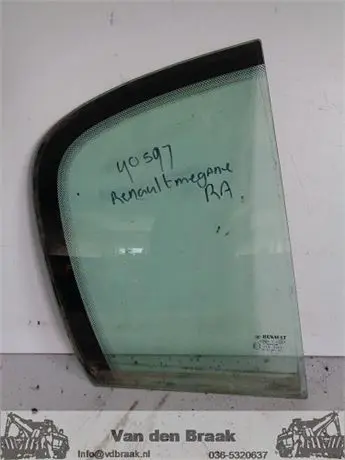 40597
Renault megane
RA
RENAULT
Van den Braak
Info@vdbraak.nl
036-5320637